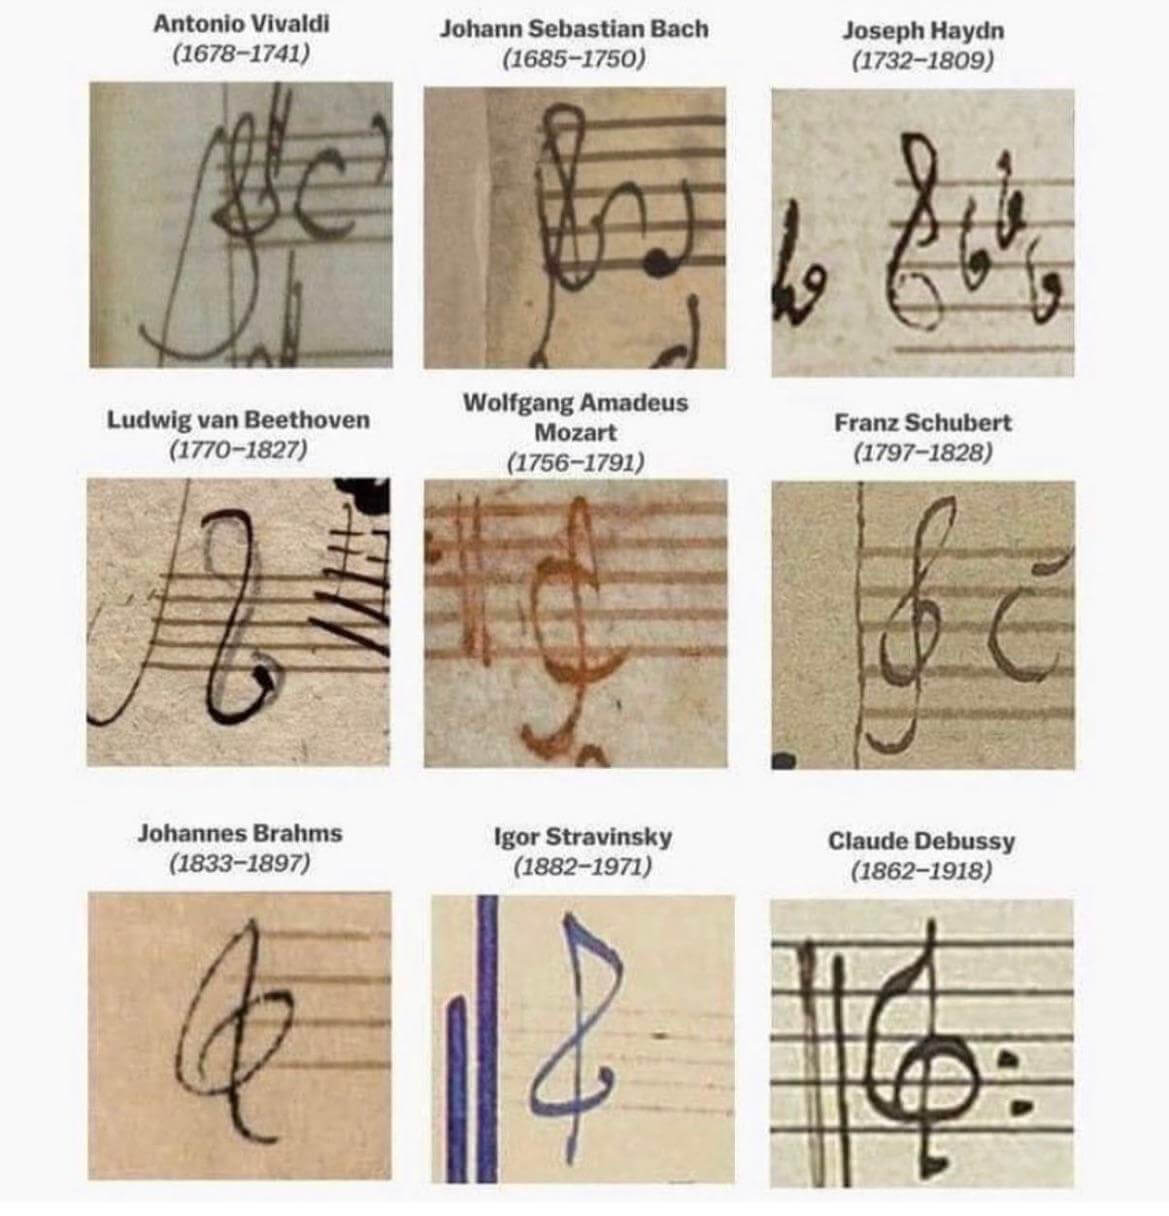 Antonio Vivaldi
(1678–1741)
Johann Sebastian Bach
(1685–1750)
Joseph Haydn
(1732–1809)
Ludwig van Beethoven
(1770–1827)
Wolfgang Amadeus
Mozart
(1756–1791)
Franz Schubert
(1797–1828)
Johannes Brahms
(1833–1897)
Igor Stravinsky
(1882–1971)
Claude Debussy
(1862–1918)